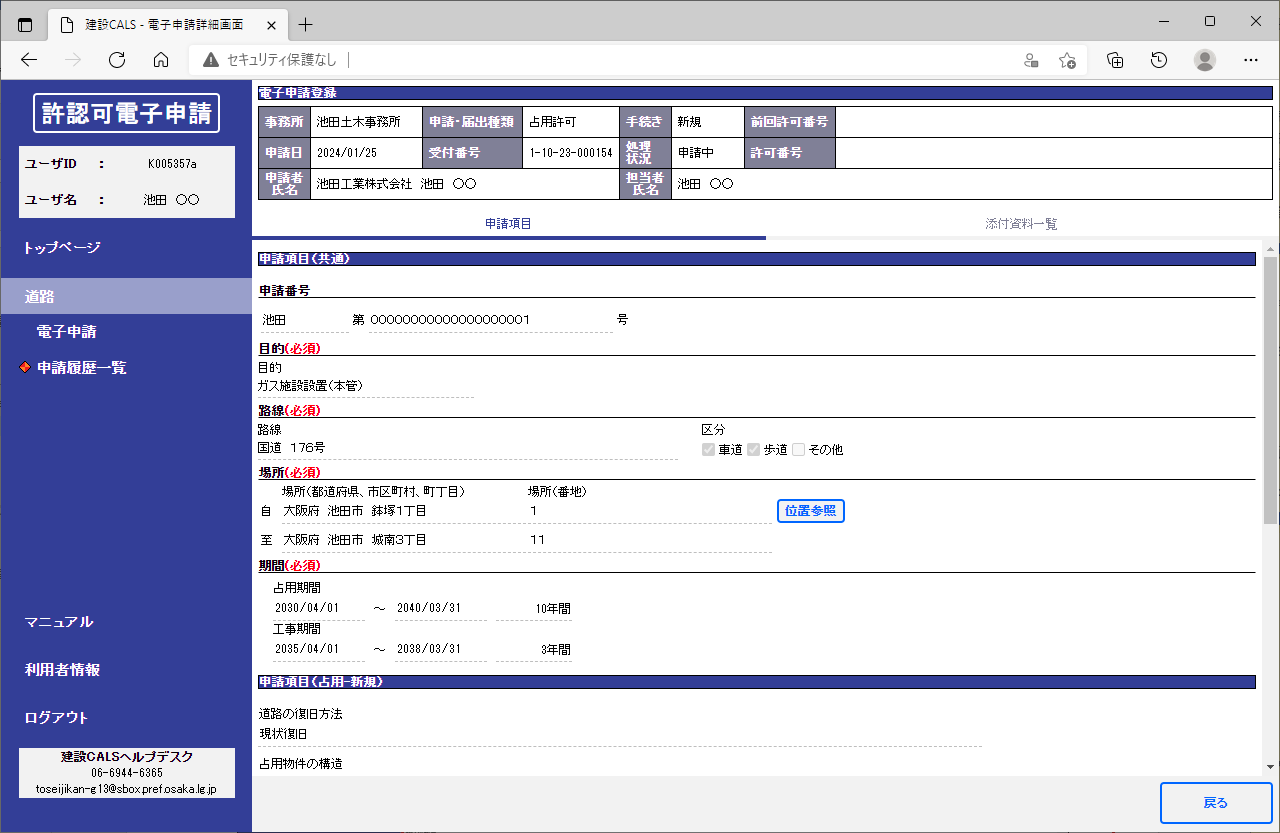 建設CALS - 電子申請詳細画面
セキュリティ保護なし
許認可電子申請
ユーザID : K005357a
ユーザ名 : 池田 ○○
トップページ
道路
電子申請
申請履歴一覧
マニュアル
利用者情報
ログアウト
建設CALSヘルプデスク
06-6944-6365
toseijikan-g13@sbox.pref.osaka.lg.jp
電子申請登録
事務所 池田土木事務所 申請・届出種類 占用許可 手続き 新規 前回許可番号
申請日 2024/01/25 受付番号 1-10-23-000154 処理状況 申請中 許可番号
申請者氏名 池田工業株式会社 池田 ○○ 担当者氏名 池田 ○○
申請項目 添付資料一覧
申請項目(共通)
申請番号
池田 第 00000000000000000001 号
目的(必須)
目的
ガス施設設置(本管)
路線(必須)
路線 区分
国道 176号 車道 歩道 その他
場所(必須)
場所(都道府県、市区町村、町丁目) 場所(番地)
自 大阪府 池田市 鉢塚1丁目 1 位置参照
至 大阪府 池田市 城南3丁目 11
期間(必須)
占用期間
2030/04/01 ～ 2040/03/31 10年間
工事期間
2035/04/01 ～ 2038/03/31 3年間
申請項目(占用-新規)
道路の復旧方法
現状復旧
占用物件の構造
戻る